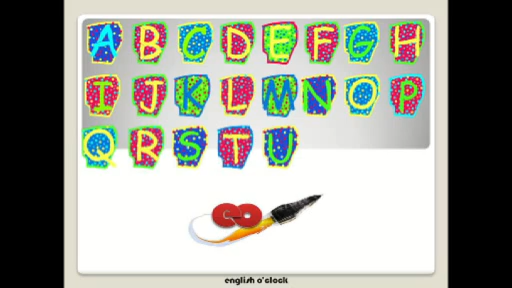 A B C D E F G H
I J K L M N O P
Q R S T U
english o'clock